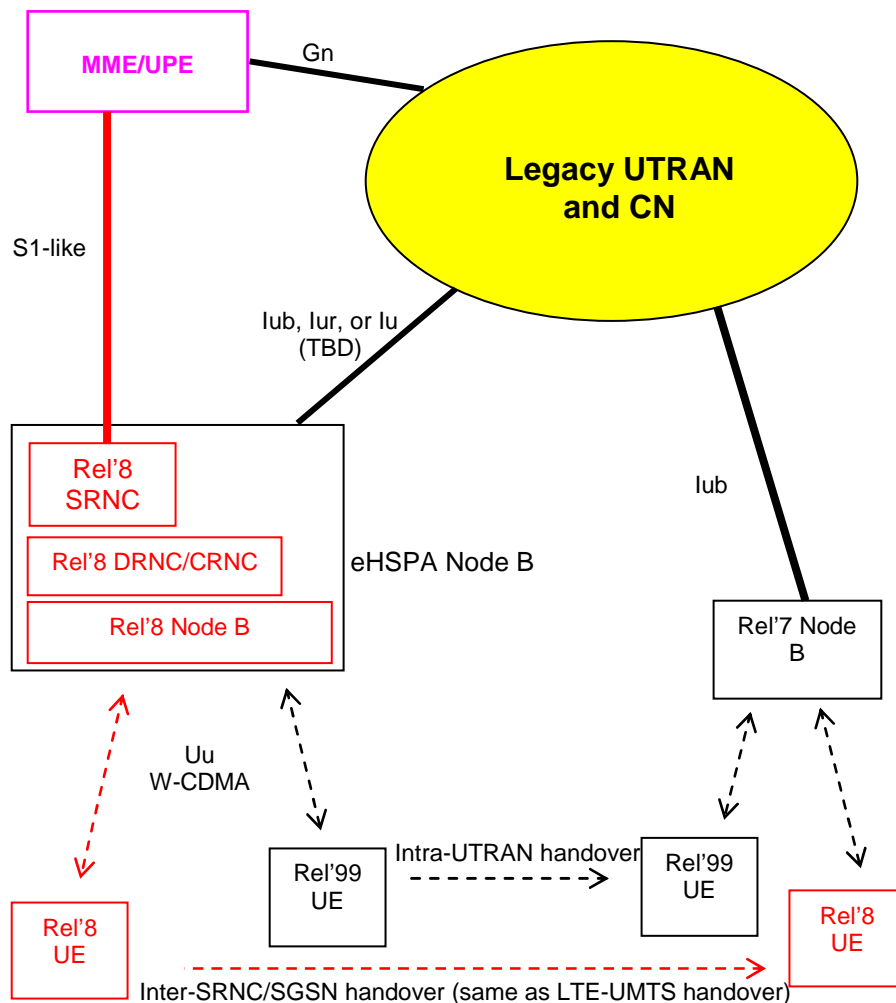 MME/UPE
Gn
Legacy UTRAN
and CN
S1-like
Iub, Iur, or Iu
(TBD)
Rel'8
SRNC
Iub
Rel'8 DRNC/CRNC
eHSPA Node B
Rel'8 Node B
Rel'7 Node
B
Uu
W-CDMA
Rel'99
UE
Intra-UTRAN handover
Rel'99
UE
Rel'8
UE
Rel'8
UE
Inter-SRNC/SGSN handover (same as LTE-UMTS handover)